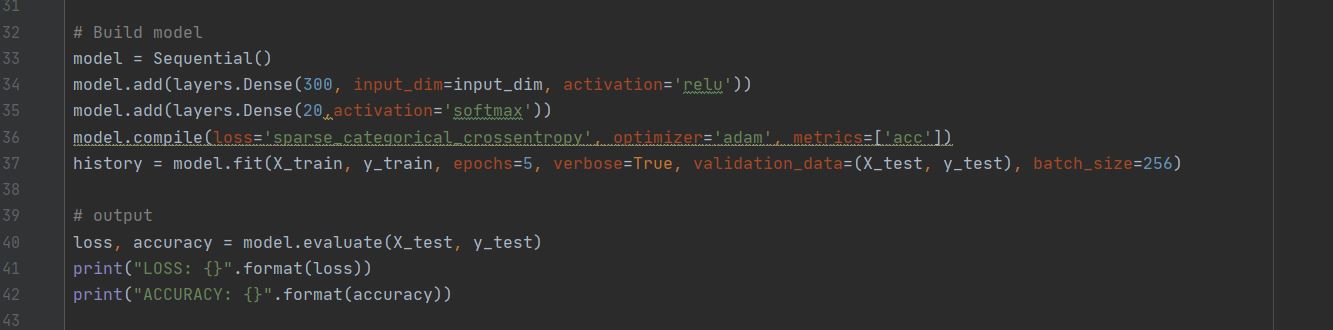 31
32 # Build model
33 model = Sequential()
34 model.add(layers.Dense(300, input_dim=input_dim, activation='relu'))
35 model.add(layers.Dense(20,activation='softmax'))
36 model.compile(loss='sparse_categorical_crossentropy', optimizer='adam', metrics=['acc'])
37 history = model.fit(X_train, y_train, epochs=5, verbose=True, validation_data=(X_test, y_test), batch_size=256)
38
39 # output
40 loss, accuracy = model.evaluate(X_test, y_test)
41 print("LOSS: {}".format(loss))
42 print("ACCURACY: {}".format(accuracy))
43